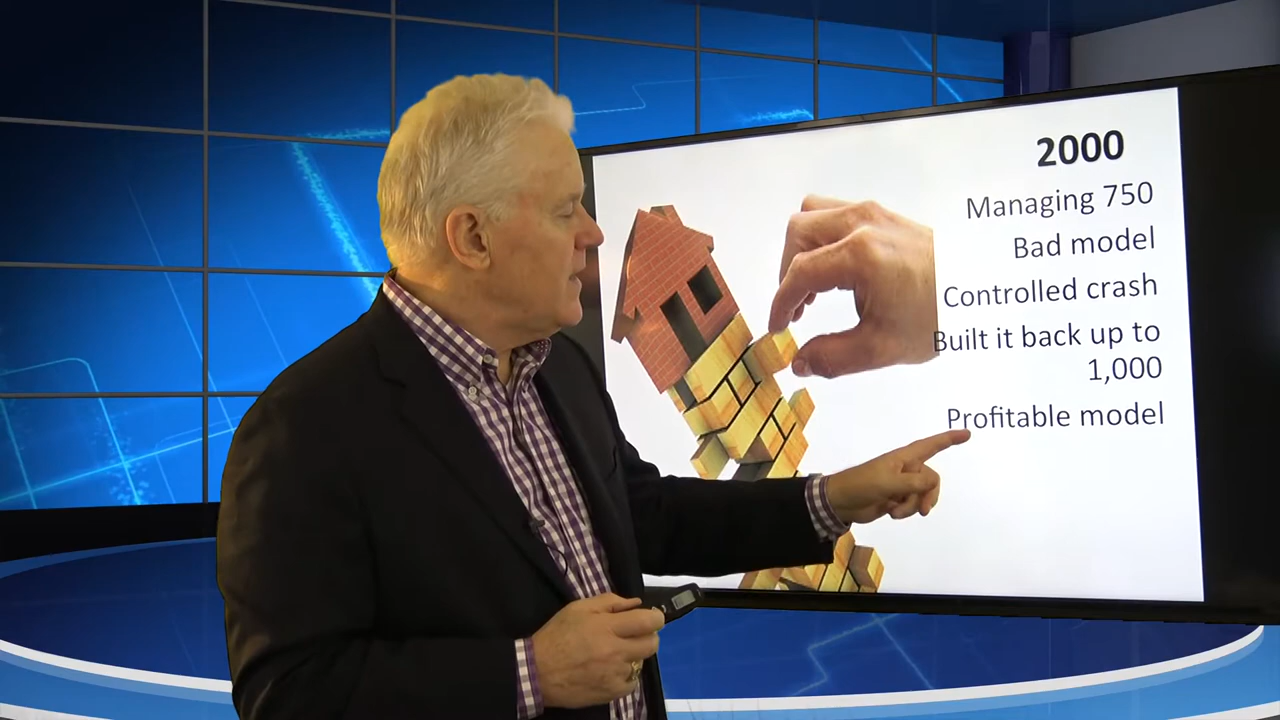 2000
Managing 750
Bad model
Controlled crash
Built it back up to
1,000
Profitable model